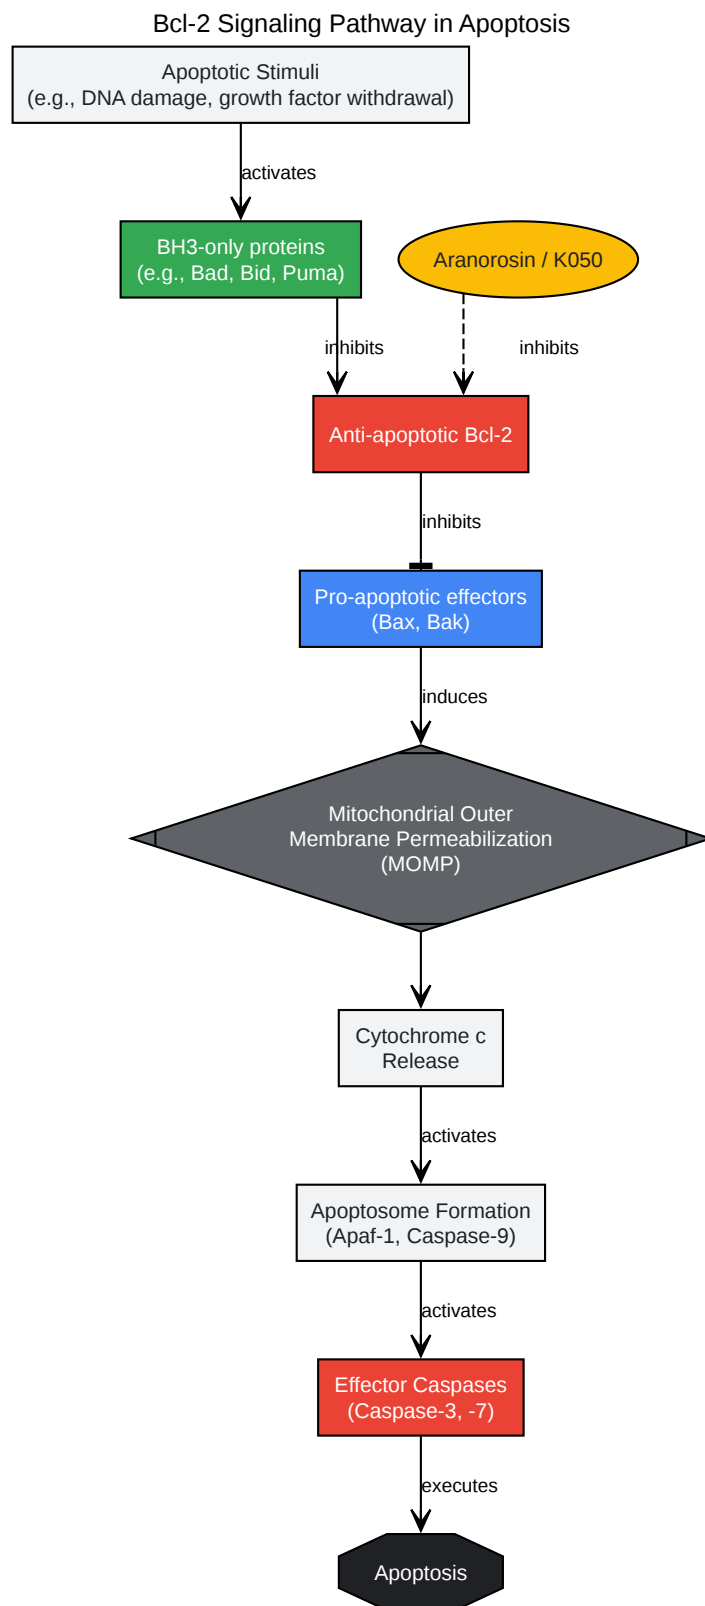 Bcl-2 Signaling Pathway in Apoptosis
Apoptotic Stimuli
(e.g., DNA damage, growth factor withdrawal)
activates
BH3-only proteins
(e.g., Bad, Bid, Puma)
Aranorosin / K050
inhibits
inhibits
Anti-apoptotic Bcl-2
inhibits
Pro-apoptotic effectors
(Bax, Bak)
induces
Mitochondrial Outer
Membrane Permeabilization
(MOMP)
Cytochrome c
Release
activates
Apoptosome Formation
(Apaf-1, Caspase-9)
activates
Effector Caspases
(Caspase-3, -7)
executes
Apoptosis